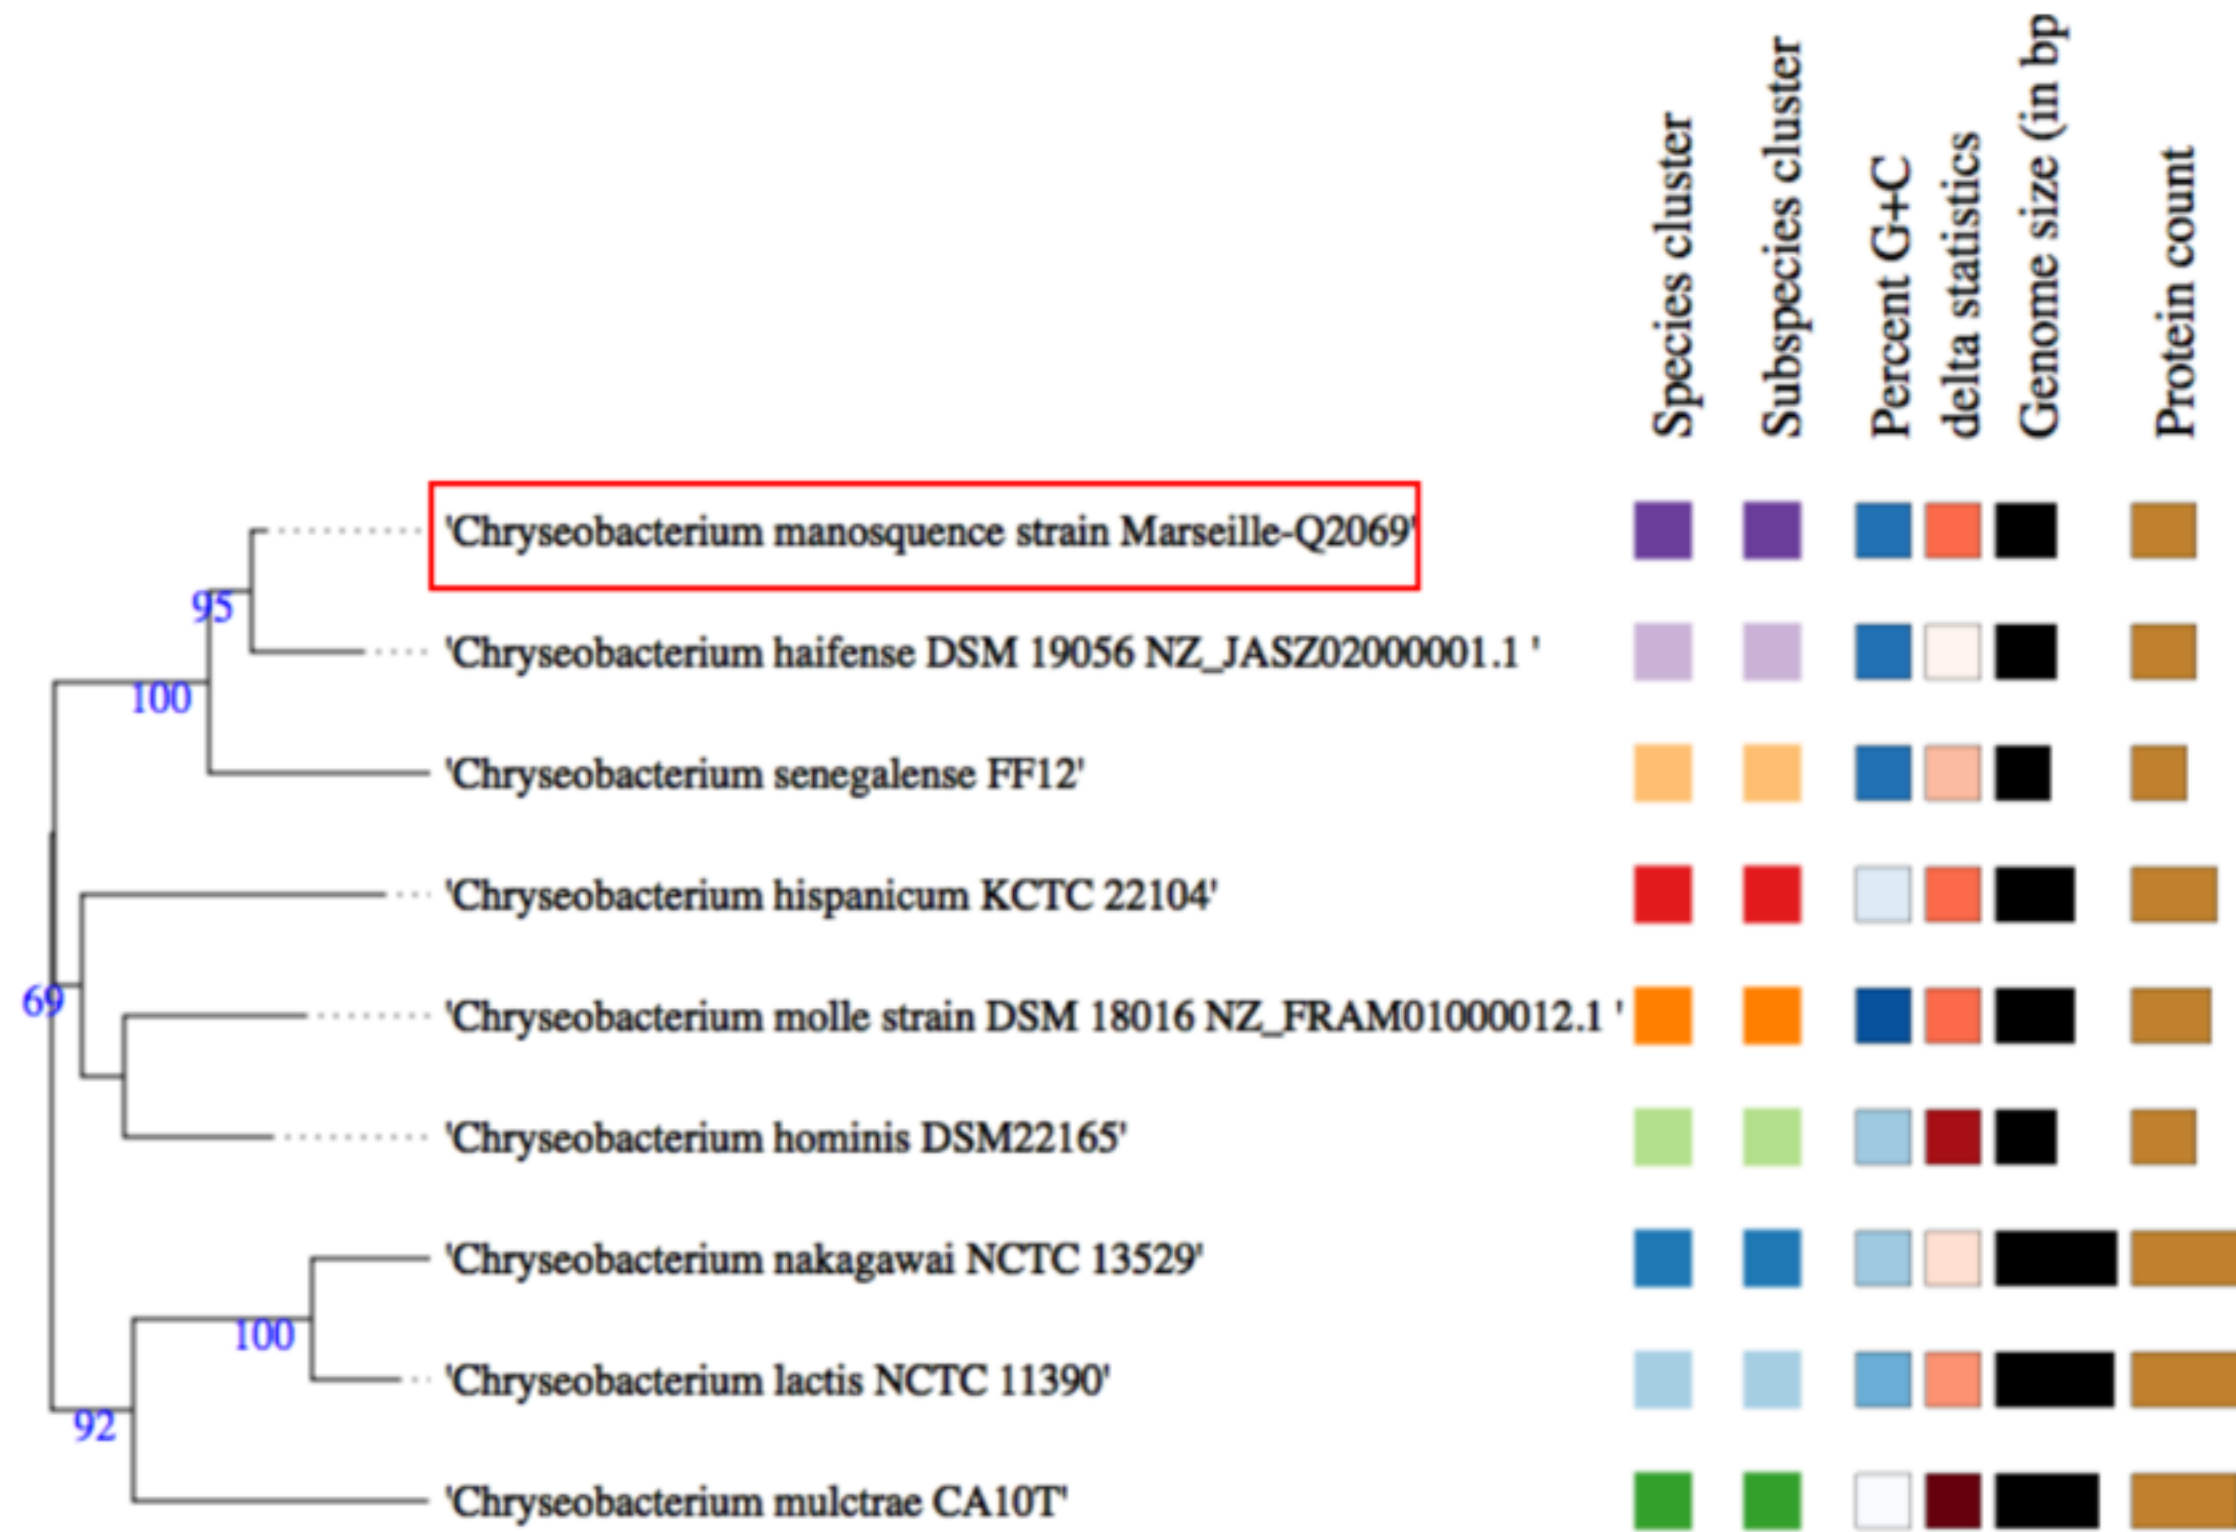 Species cluster
Subspecies cluster
Percent G+C
delta statistics
Genome size (in bp
Protein count
'Chryseobacterium manosquence strain Marseille-Q2069'
95
'Chryseobacterium haifense DSM 19056 NZ_JASZ02000001.1 '
100
'Chryseobacterium senegalense FF12'
'Chryseobacterium hispanicum KCTC 22104'
69
'Chryseobacterium molle strain DSM 18016 NZ_FRAM01000012.1 '
'Chryseobacterium hominis DSM22165'
'Chryseobacterium nakagawai NCTC 13529'
100
'Chryseobacterium lactis NCTC 11390'
92
'Chryseobacterium mulctrae CA10T'